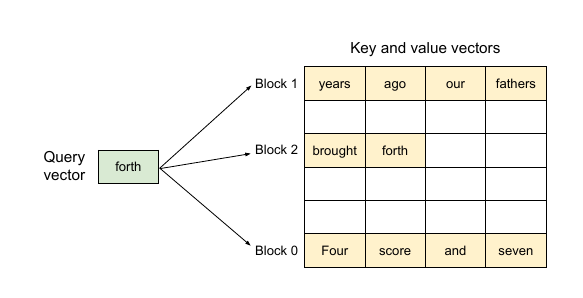 Key and value vectors
Block 1 years ago our fathers
Block 2 brought forth
Query
vector
forth
Block 0 Four score and seven